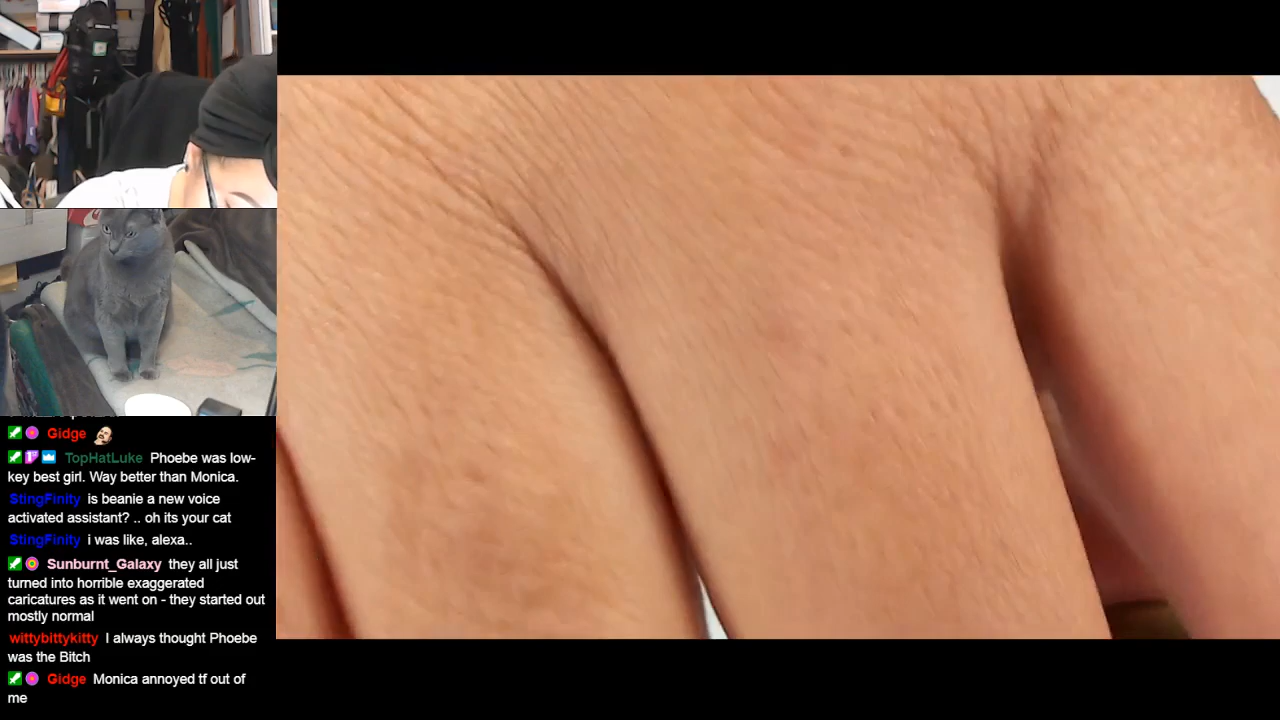 Gidge
TopHatLuke Phoebe was low-
key best girl. Way better than Monica.
StingFinity is beanie a new voice
activated assistant? .. oh its your cat
StingFinity i was like, alexa..
Sunburnt_Galaxy they all just
turned into horrible exaggerated
caricatures as it went on - they started out
mostly normal
wittybittykitty I always thought Phoebe
was the Bitch
Gidge Monica annoyed tf out of
me